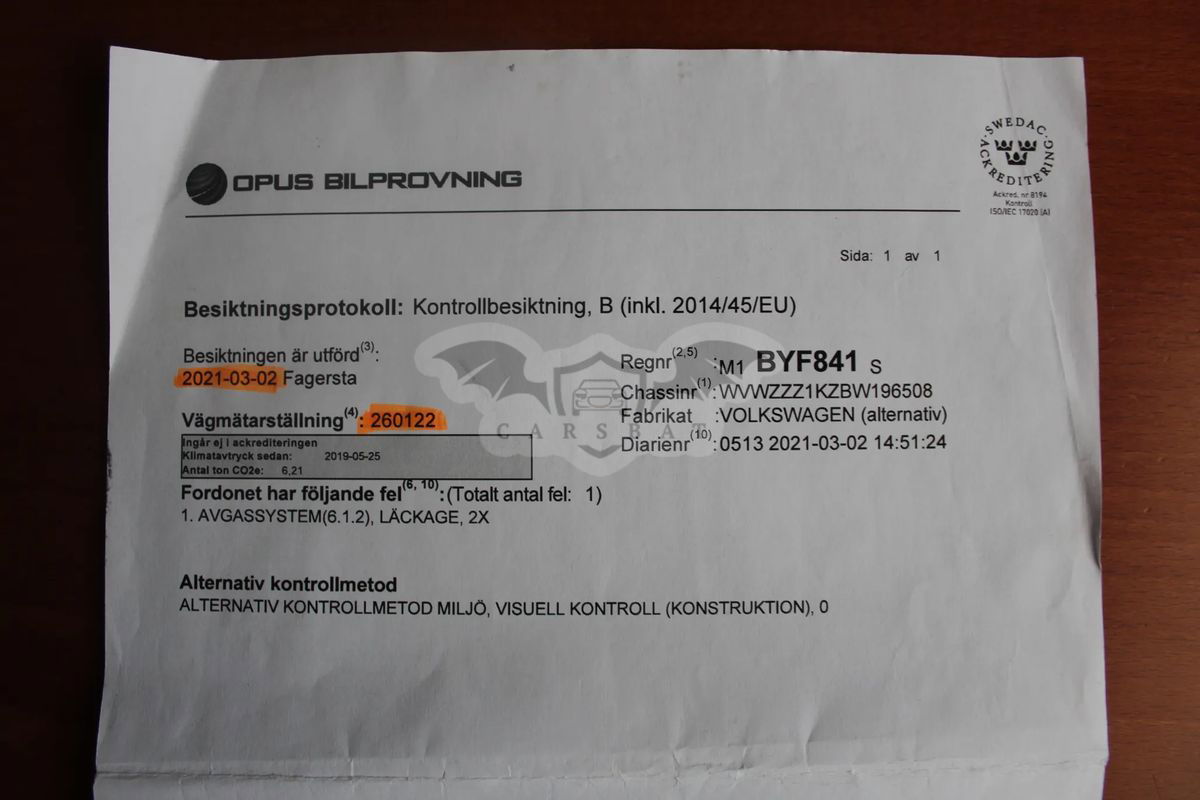 OPUS BILPROVNING
SWEDAC ACKREDITERING
Ackred. nr 8194
Kontroll
ISO/IEC 17020 (A)
Sida: 1 av 1
Besiktningsprotokoll: Kontrollbesiktning, B (inkl. 2014/45/EU)
Besiktningen är utförd(3):
2021-03-02 Fagersta
Vägmätarställning(4): 260122
Ingår ej i ackrediteringen
Klimatavtryck sedan: 2019-05-25
Antal ton CO2e: 6,21
Regnr(2,5) :M1 BYF841 S
Chassinr(1):WVWZZZ1KZBW196508
Fabrikat :VOLKSWAGEN (alternativ)
Diarienr(10):0513 2021-03-02 14:51:24
CARSBAT
Fordonet har följande fel(6, 10):(Totalt antal fel: 1)
1. AVGASSYSTEM(6.1.2), LÄCKAGE, 2X
Alternativ kontrollmetod
ALTERNATIV KONTROLLMETOD MILJÖ, VISUELL KONTROLL (KONSTRUKTION), 0